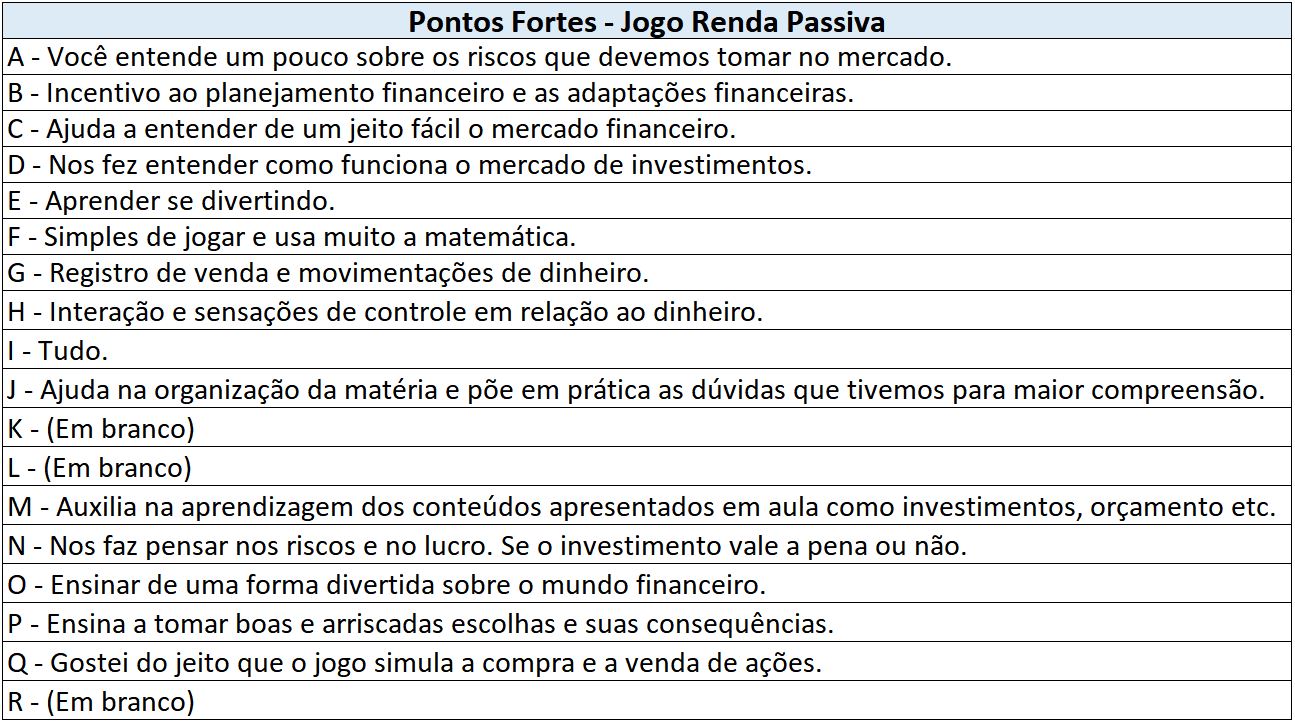 Pontos Fortes - Jogo Renda Passiva
A - Você entende um pouco sobre os riscos que devemos tomar no mercado.
B - Incentivo ao planejamento financeiro e as adaptações financeiras.
C - Ajuda a entender de um jeito fácil o mercado financeiro.
D - Nos fez entender como funciona o mercado de investimentos.
E - Aprender se divertindo.
F - Simples de jogar e usa muito a matemática.
G - Registro de venda e movimentações de dinheiro.
H - Interação e sensações de controle em relação ao dinheiro.
I - Tudo.
J - Ajuda na organização da matéria e põe em prática as dúvidas que tivemos para maior compreensão.
K - (Em branco)
L - (Em branco)
M - Auxilia na aprendizagem dos conteúdos apresentados em aula como investimentos, orçamento etc.
N - Nos faz pensar nos riscos e no lucro. Se o investimento vale a pena ou não.
O - Ensinar de uma forma divertida sobre o mundo financeiro.
P - Ensina a tomar boas e arriscadas escolhas e suas consequências.
Q - Gostei do jeito que o jogo simula a compra e a venda de ações.
R - (Em branco)